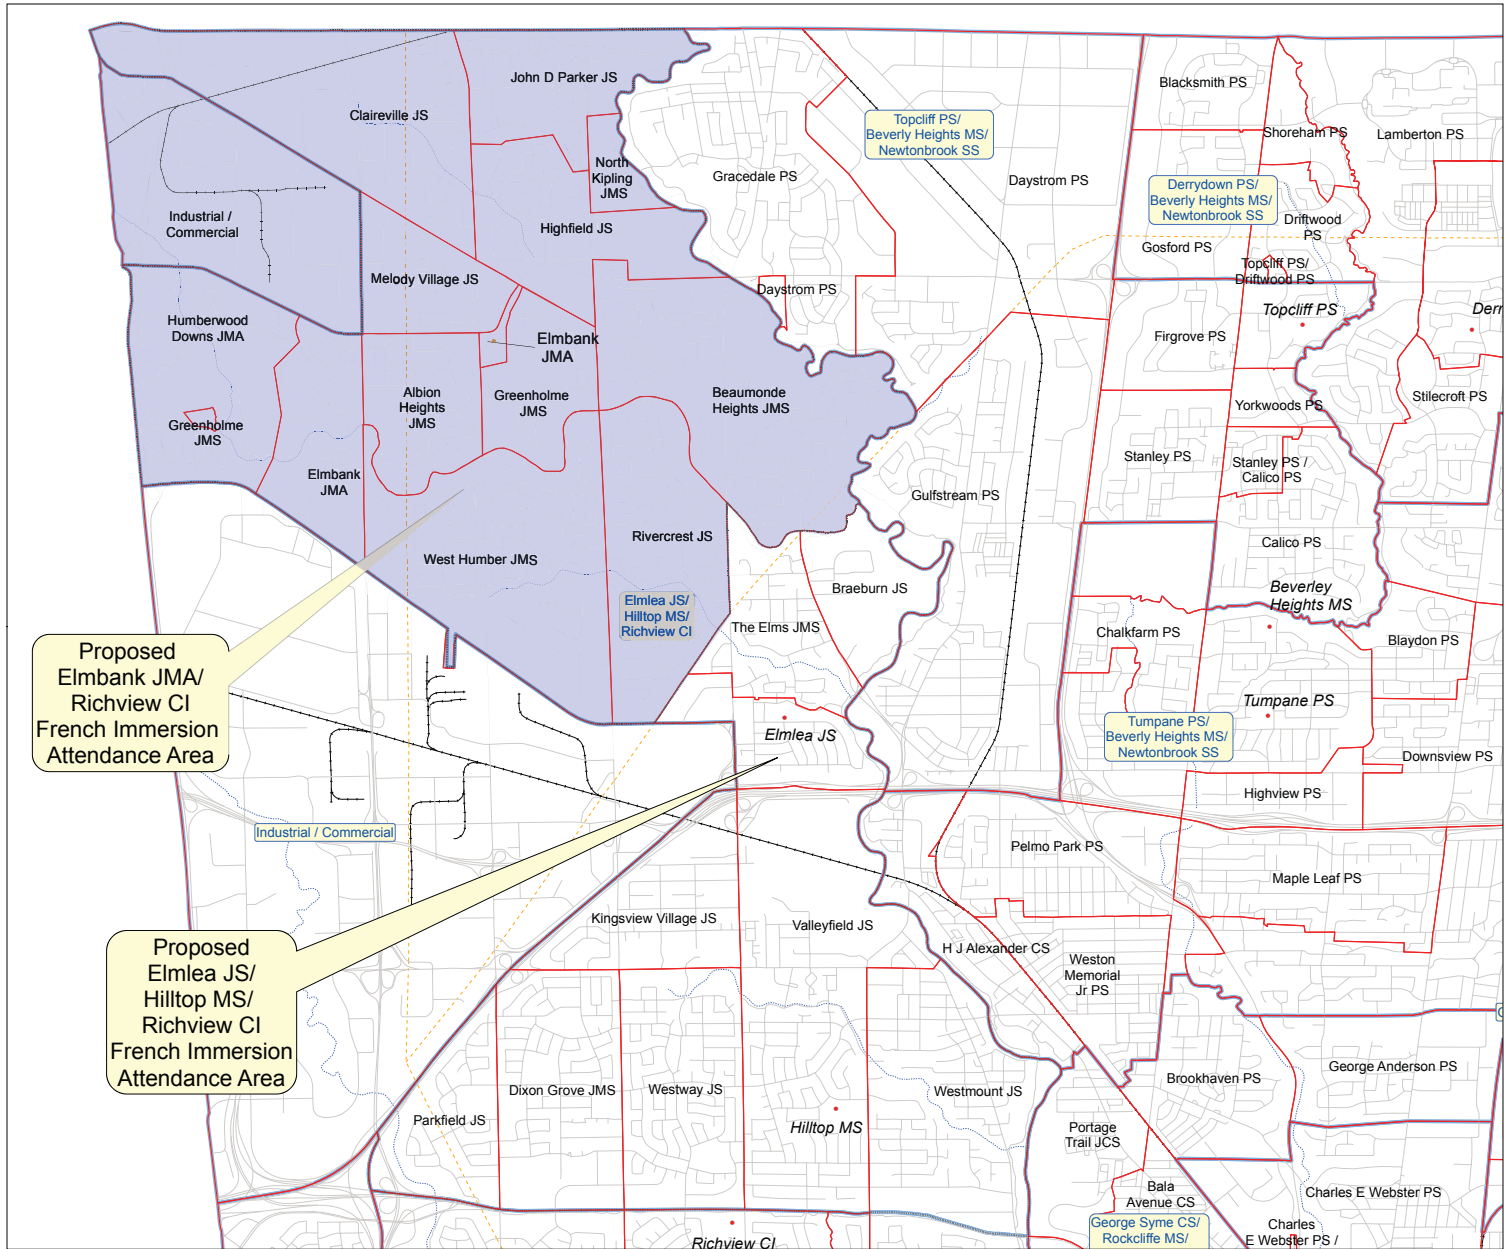 John D Parker JS
Claireville JS
North
Kipling
JMS
Industrial /
Commercial
Highfield JS
Melody Village JS
Humberwood
Downs JMA
Elmbank
JMA
Albion
Heights
JMS
Greenholme
JMS
Beaumonde
Heights JMS
Greenholme
JMS
Elmbank
JMA
West Humber JMS
Rivercrest JS
Elmlea JS/
Hilltop MS/
Richview CI
Gracedale PS
Topcliff PS/
Beverly Heights MS/
Newtonbrook SS
Daystrom PS
Daystrom PS
Blacksmith PS
Shoreham PS
Lamberton PS
Derrydown PS/
Beverly Heights MS/
Newtonbrook SS
Driftwood
PS
Gosford PS
Topcliff PS/
Driftwood PS
Topcliff PS
Derr
Firgrove PS
Yorkwoods PS
Stilecroft PS
Stanley PS
Stanley PS /
Calico PS
Gulfstream PS
Calico PS
Braeburn JS
The Elms JMS
Beverley
Heights MS
Chalkfarm PS
Blaydon PS
Tumpane PS
Tumpane PS/
Beverly Heights MS/
Newtonbrook SS
Downsview PS
Highview PS
Elmlea JS
Proposed
Elmbank JMA/
Richview CI
French Immersion
Attendance Area
Industrial / Commercial
Pelmo Park PS
Maple Leaf PS
Kingsview Village JS
Valleyfield JS
H J Alexander CS
Weston
Memorial
Jr PS
Proposed
Elmlea JS/
Hilltop MS/
Richview CI
French Immersion
Attendance Area
Dixon Grove JMS
Westway JS
Westmount JS
Brookhaven PS
George Anderson PS
Parkfield JS
Hilltop MS
Portage
Trail JCS
Bala
Avenue CS
Charles E Webster PS
George Syme CS/
Rockcliffe MS/
Charles
E Webster PS /
Richview CI